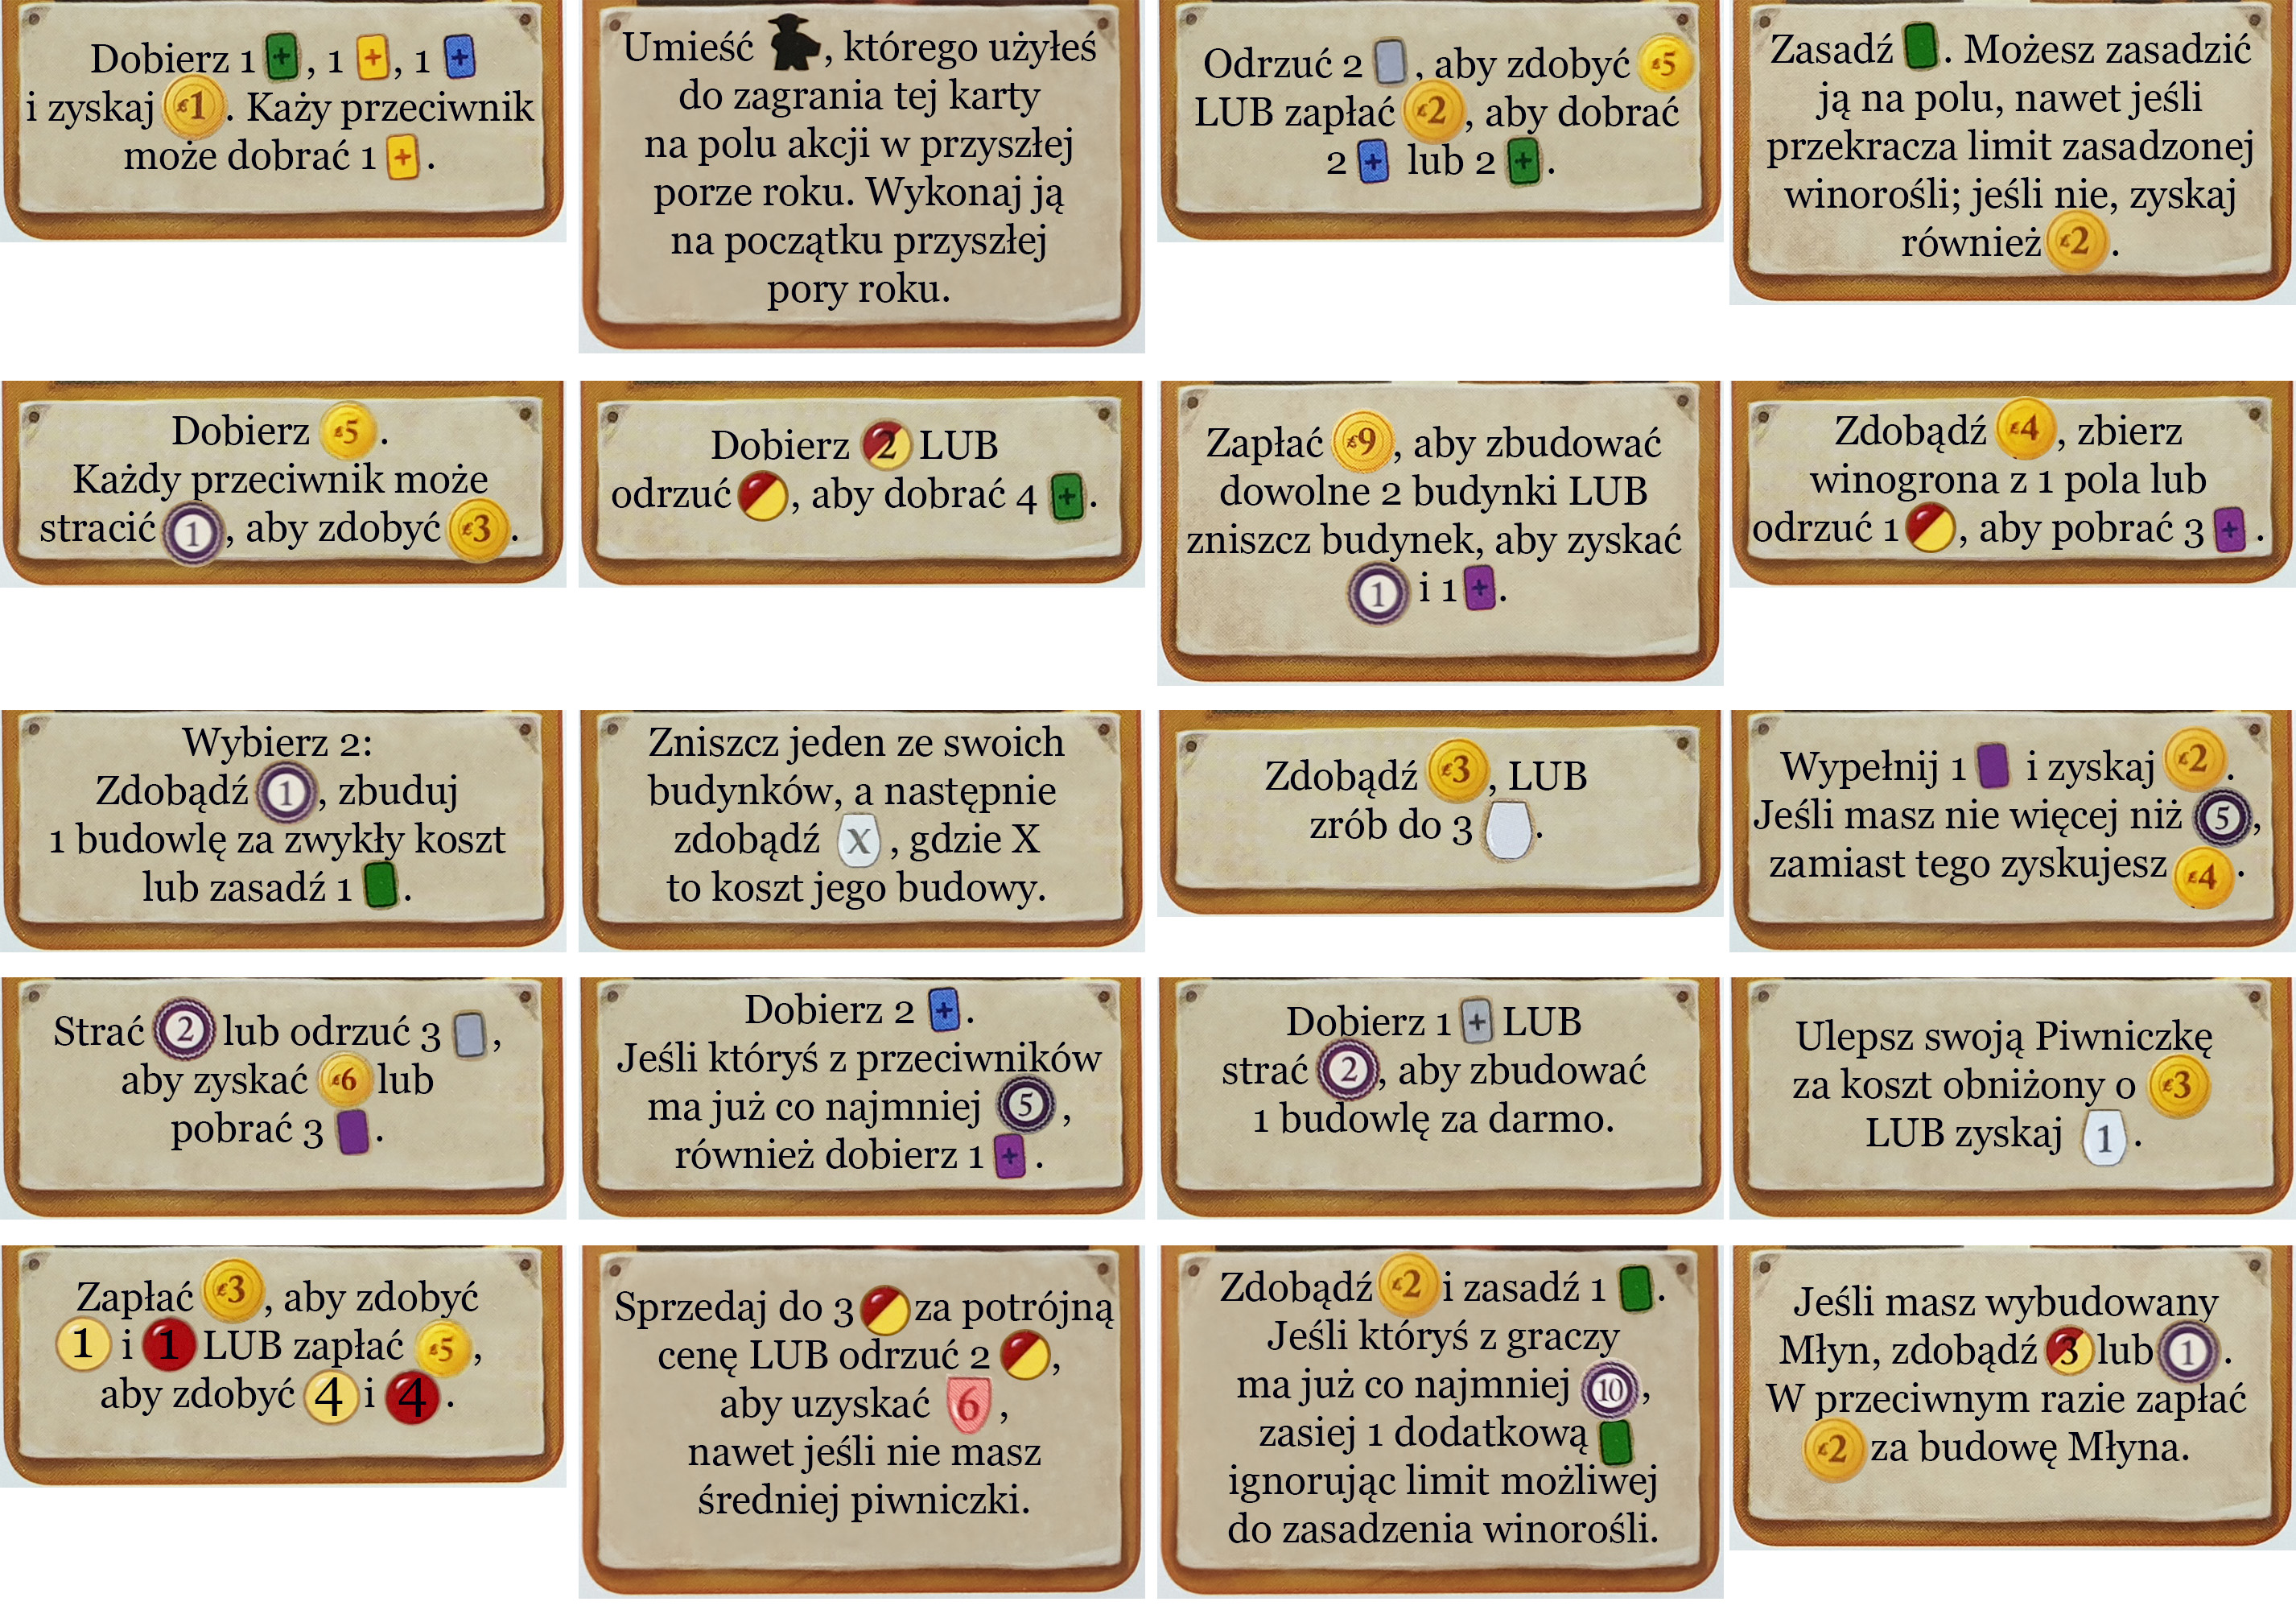 Dobierz 1 +, 1 +, 1 +
i zyskaj £1. Każy przeciwnik
może dobrać 1 +.
Umieść , którego użyłeś
do zagrania tej karty
na polu akcji w przyszłej
porze roku. Wykonaj ją
na początku przyszłej
pory roku.
Odrzuć 2 , aby zdobyć £5
LUB zapłać £2, aby dobrać
2 + lub 2 +.
Zasadź . Możesz zasadzić
ją na polu, nawet jeśli
przekracza limit zasadzonej
winorośli; jeśli nie, zyskaj
również £2.
Dobierz £5.
Każdy przeciwnik może
stracić 1, aby zdobyć £3.
Dobierz 2 LUB
odrzuć , aby dobrać 4 +.
Zapłać £9, aby zbudować
dowolne 2 budynki LUB
zniszcz budynek, aby zyskać
1 i 1 +.
Zdobądź £4, zbierz
winogrona z 1 pola lub
odrzuć 1 , aby pobrać 3 +.
Wybierz 2:
Zdobądź 1, zbuduj
1 budowlę za zwykły koszt
lub zasadź 1 .
Zniszcz jeden ze swoich
budynków, a następnie
zdobądź X, gdzie X
to koszt jego budowy.
Zdobądź £3, LUB
zrób do 3 .
Wypełnij 1 i zyskaj £2.
Jeśli masz nie więcej niż 5,
zamiast tego zyskujesz £4.
Strać 2 lub odrzuć 3 ,
aby zyskać £6 lub
pobrać 3 .
Dobierz 2 +.
Jeśli któryś z przeciwników
ma już co najmniej 5,
również dobierz 1 +.
Dobierz 1 + LUB
strać 2, aby zbudować
1 budowlę za darmo.
Ulepsz swoją Piwniczkę
za koszt obniżony o £3
LUB zyskaj 1.
Zapłać £3, aby zdobyć
1 i 1 LUB zapłać £5,
aby zdobyć 4 i 4.
Sprzedaj do 3 za potrójną
cenę LUB odrzuć 2 ,
aby uzyskać 6,
nawet jeśli nie masz
średniej piwniczki.
Zdobądź £2 i zasadź 1 .
Jeśli któryś z graczy
ma już co najmniej 10,
zasiej 1 dodatkową
ignorując limit możliwej
do zasadzenia winorośli.
Jeśli masz wybudowany
Młyn, zdobądź 3 lub 1.
W przeciwnym razie zapłać
£2 za budowę Młyna.